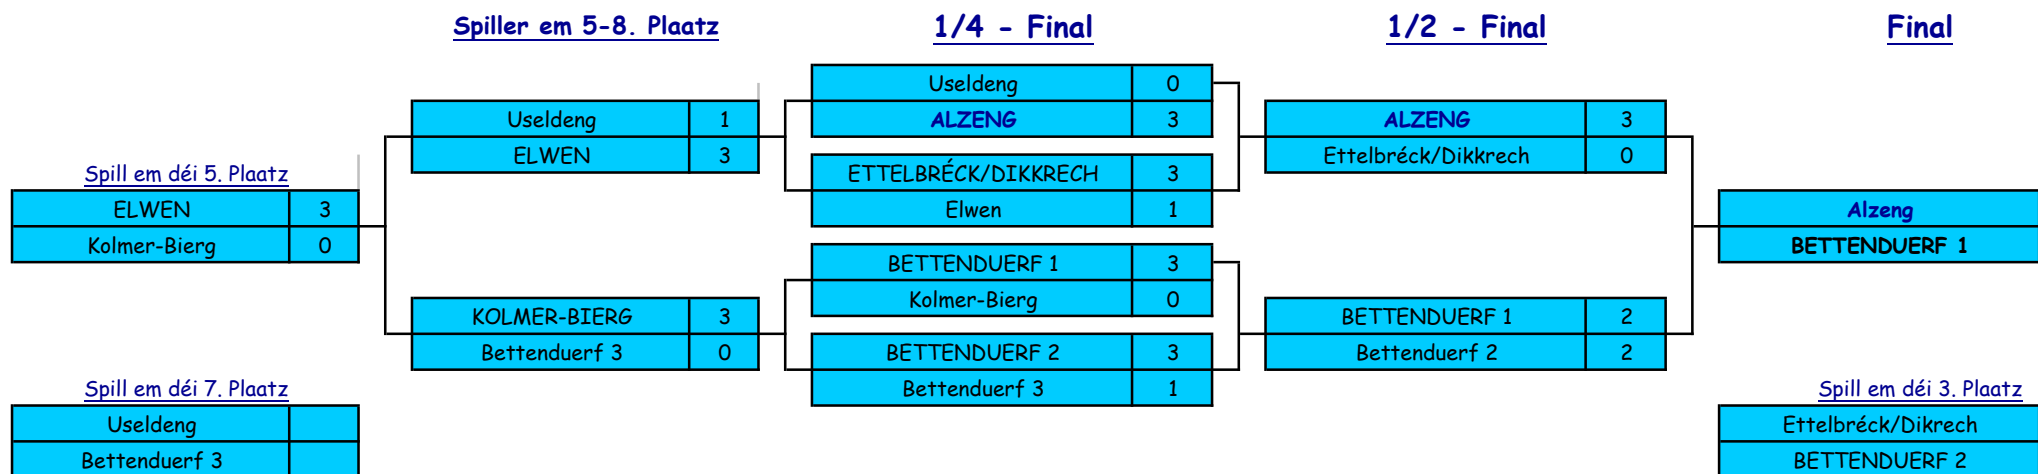 Spiller em 5-8. Plaatz
1/4 - Final
1/2 - Final
Final
Useldeng 0
ALZENG 3
Useldeng 1
ELWEN 3
ALZENG 3
Ettelbréck/Dikkrech 0
ETTELBRÉCK/DIKKRECH 3
Elwen 1
Spill em déi 5. Plaatz
ELWEN 3
Kolmer-Bierg 0
Alzeng
BETTENDUERF 1
BETTENDUERF 1 3
Kolmer-Bierg 0
KOLMER-BIERG 3
Bettenduerf 3 0
BETTENDUERF 1 2
Bettenduerf 2 2
BETTENDUERF 2 3
Bettenduerf 3 1
Spill em déi 7. Plaatz
Useldeng
Bettenduerf 3
Spill em déi 3. Plaatz
Ettelbréck/Dikrech
BETTENDUERF 2